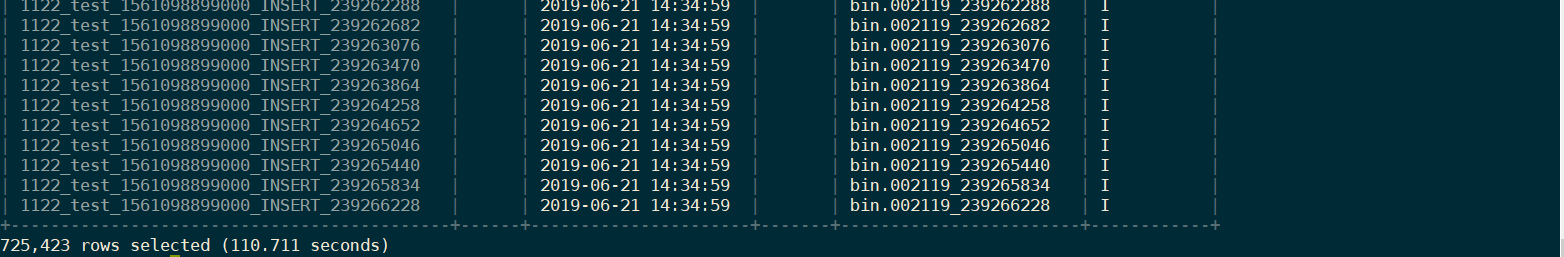 | 1122_test_1561098899000_INSERT_239262288 | | 2019-06-21 14:34:59 | | bin.002119_239262288 | I |
| 1122_test_1561098899000_INSERT_239262682 | | 2019-06-21 14:34:59 | | bin.002119_239262682 | I |
| 1122_test_1561098899000_INSERT_239263076 | | 2019-06-21 14:34:59 | | bin.002119_239263076 | I |
| 1122_test_1561098899000_INSERT_239263470 | | 2019-06-21 14:34:59 | | bin.002119_239263470 | I |
| 1122_test_1561098899000_INSERT_239263864 | | 2019-06-21 14:34:59 | | bin.002119_239263864 | I |
| 1122_test_1561098899000_INSERT_239264258 | | 2019-06-21 14:34:59 | | bin.002119_239264258 | I |
| 1122_test_1561098899000_INSERT_239264652 | | 2019-06-21 14:34:59 | | bin.002119_239264652 | I |
| 1122_test_1561098899000_INSERT_239265046 | | 2019-06-21 14:34:59 | | bin.002119_239265046 | I |
| 1122_test_1561098899000_INSERT_239265440 | | 2019-06-21 14:34:59 | | bin.002119_239265440 | I |
| 1122_test_1561098899000_INSERT_239265834 | | 2019-06-21 14:34:59 | | bin.002119_239265834 | I |
| 1122_test_1561098899000_INSERT_239266228 | | 2019-06-21 14:34:59 | | bin.002119_239266228 | I |
+--------------------------------------------+------+----------------------+-------+------------------------+------------+
725,423 rows selected (110.711 seconds)